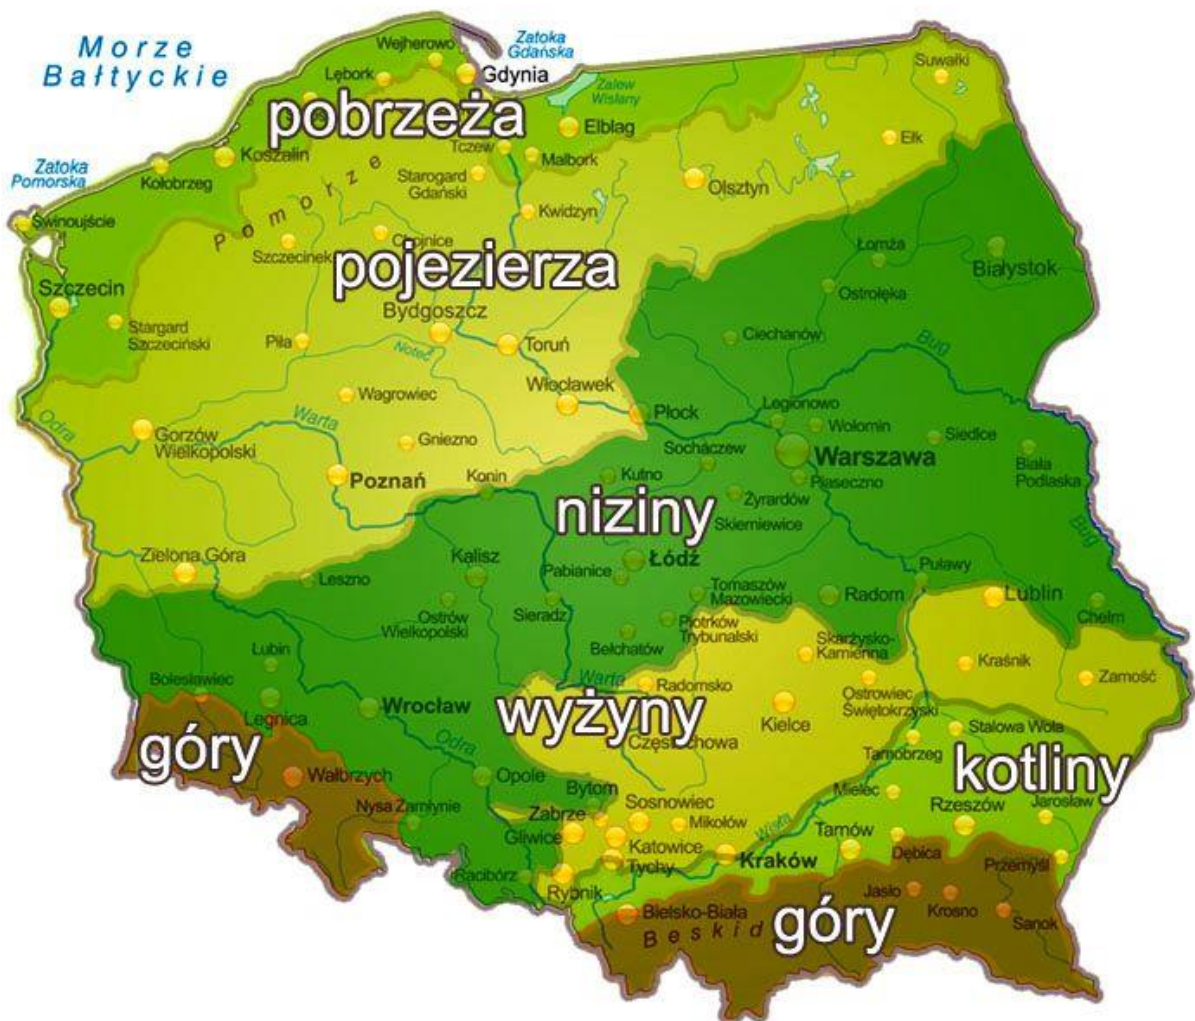 Morze
Bałtyckie
Zatoka
Gdańska
Wejherowo
Gdynia
Lębork
Suwałki
Zalew
Wiślany
pobrzeża
Elbląg
Ełk
Koszalin
Tczew
Malbork
Zatoka
Pomorska
Kołobrzeg
Starogard
Gdański
Olsztyn
Pomorze
Świnoujście
Kwidzyn
Chojnice
Szczecinek
pojezierza
Łomża
Białystok
Szczecin
Ostrołęka
Bydgoszcz
Stargard
Szczeciński
Piła
Noteć
Toruń
Ciechanów
Bug
Włocławek
Wągrowiec
Odra
Warta
Płock
Legionowo
Wołomin
Gorzów
Wielkopolski
Gniezno
Sochaczew
Warszawa
Siedlce
Biała
Podlaska
Poznań
Konin
Kutno
Piaseczno
niziny
Żyrardów
Skierniewice
Bug
Zielona Góra
Leszno
Kalisz
Pabianice
Łódź
Puławy
Tomaszów
Mazowiecki
Radom
Lublin
Ostrów
Wielkopolski
Sieradz
Piotrków
Trybunalski
Chełm
Bełchatów
Skarżysko-
Kamienna
Lubin
Kraśnik
Zamość
Bolesławiec
Warta
Radomsko
Ostrowiec
Świętokrzyski
Legnica
Wrocław
wyżyny
Kielce
Stalowa Wola
góry
Odra
Częstochowa
Tarnobrzeg
kotliny
Wałbrzych
Opole
Bytom
Mielec
Nysa Zamłynie
Sosnowiec
Rzeszów
Jarosław
Zabrze
Mikołów
Wisła
Gliwice
Katowice
Tarnów
Tychy
Kraków
Dębica
Przemyśl
Racibórz
Rybnik
Jasło
Bielsko-Biała
Krosno
Sanok
Beskid
góry